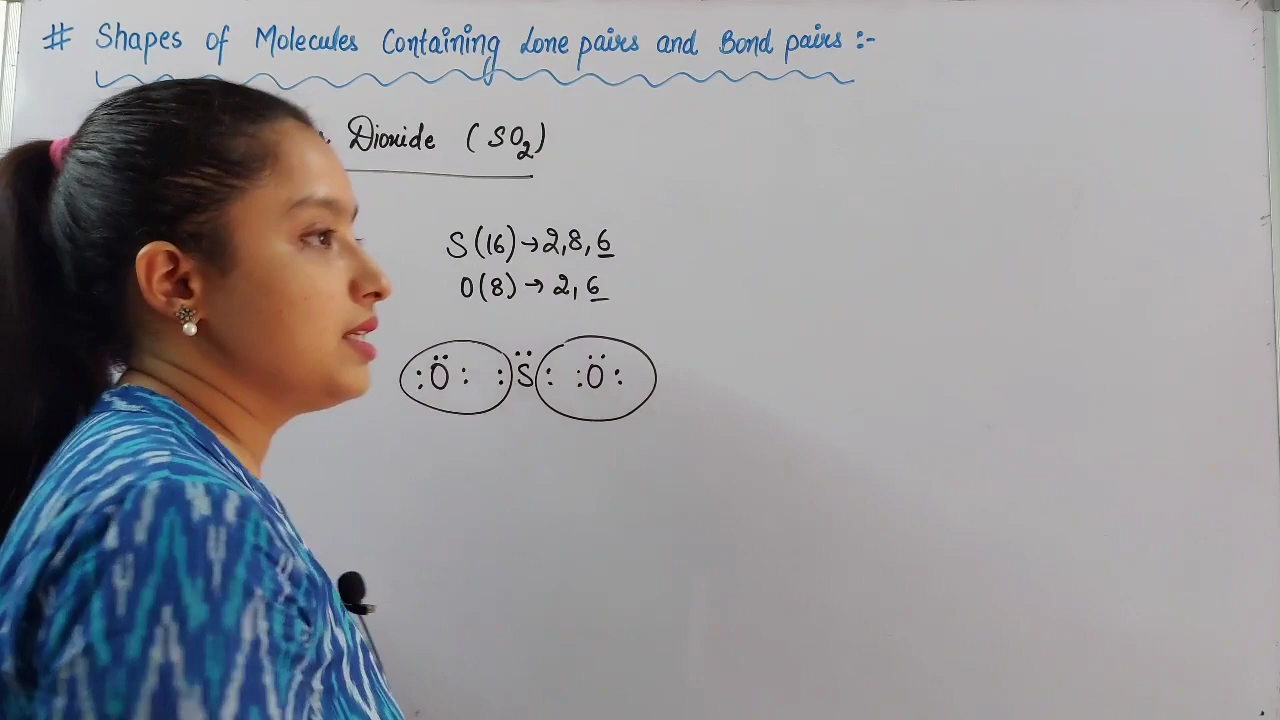 # Shapes of Molecules Containing Lone pairs and Bond pairs :-
Dioxide (SO₂)
S(16) → 2,8,6
O(8) → 2,6
:Ö: :S̈: :Ö: